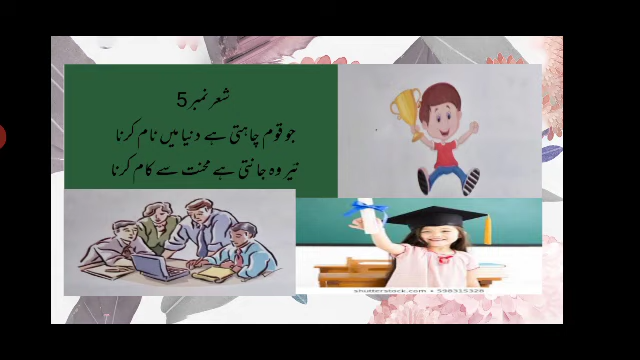 شعر نمبر 5
جو قوم چاہتی ہے دنیا میں نام کرنا
وہ جانتی ہے محنت سے کام کرنا
shutterstock.com • 598315328